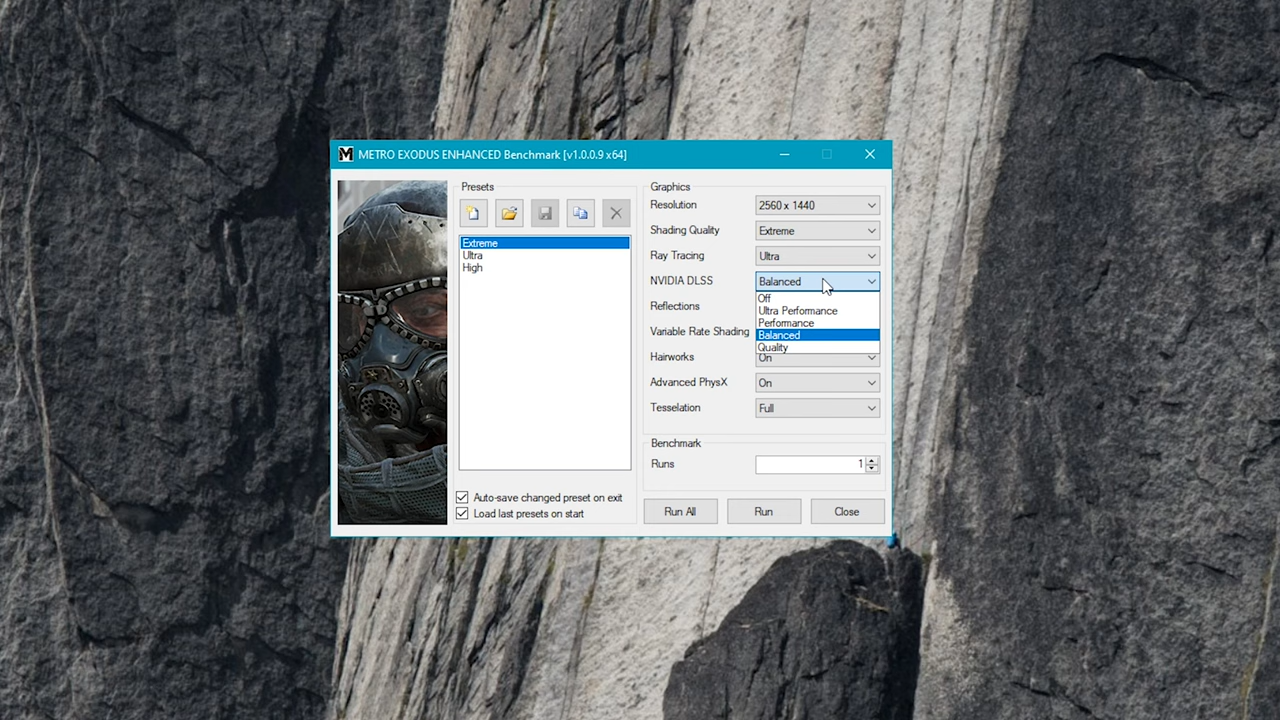 METRO EXODUS ENHANCED Benchmark [v1.0.0.9 x64]
Presets
Extreme
Ultra
High
Auto-save changed preset on exit
Load last presets on start
Graphics
Resolution 2560 x 1440
Shading Quality Extreme
Ray Tracing Ultra
NVIDIA DLSS Balanced
Off
Ultra Performance
Performance
Balanced
Quality
Reflections
Variable Rate Shading
Hairworks On
Advanced PhysX On
Tesselation Full
Benchmark
Runs 1
Run All Run Close